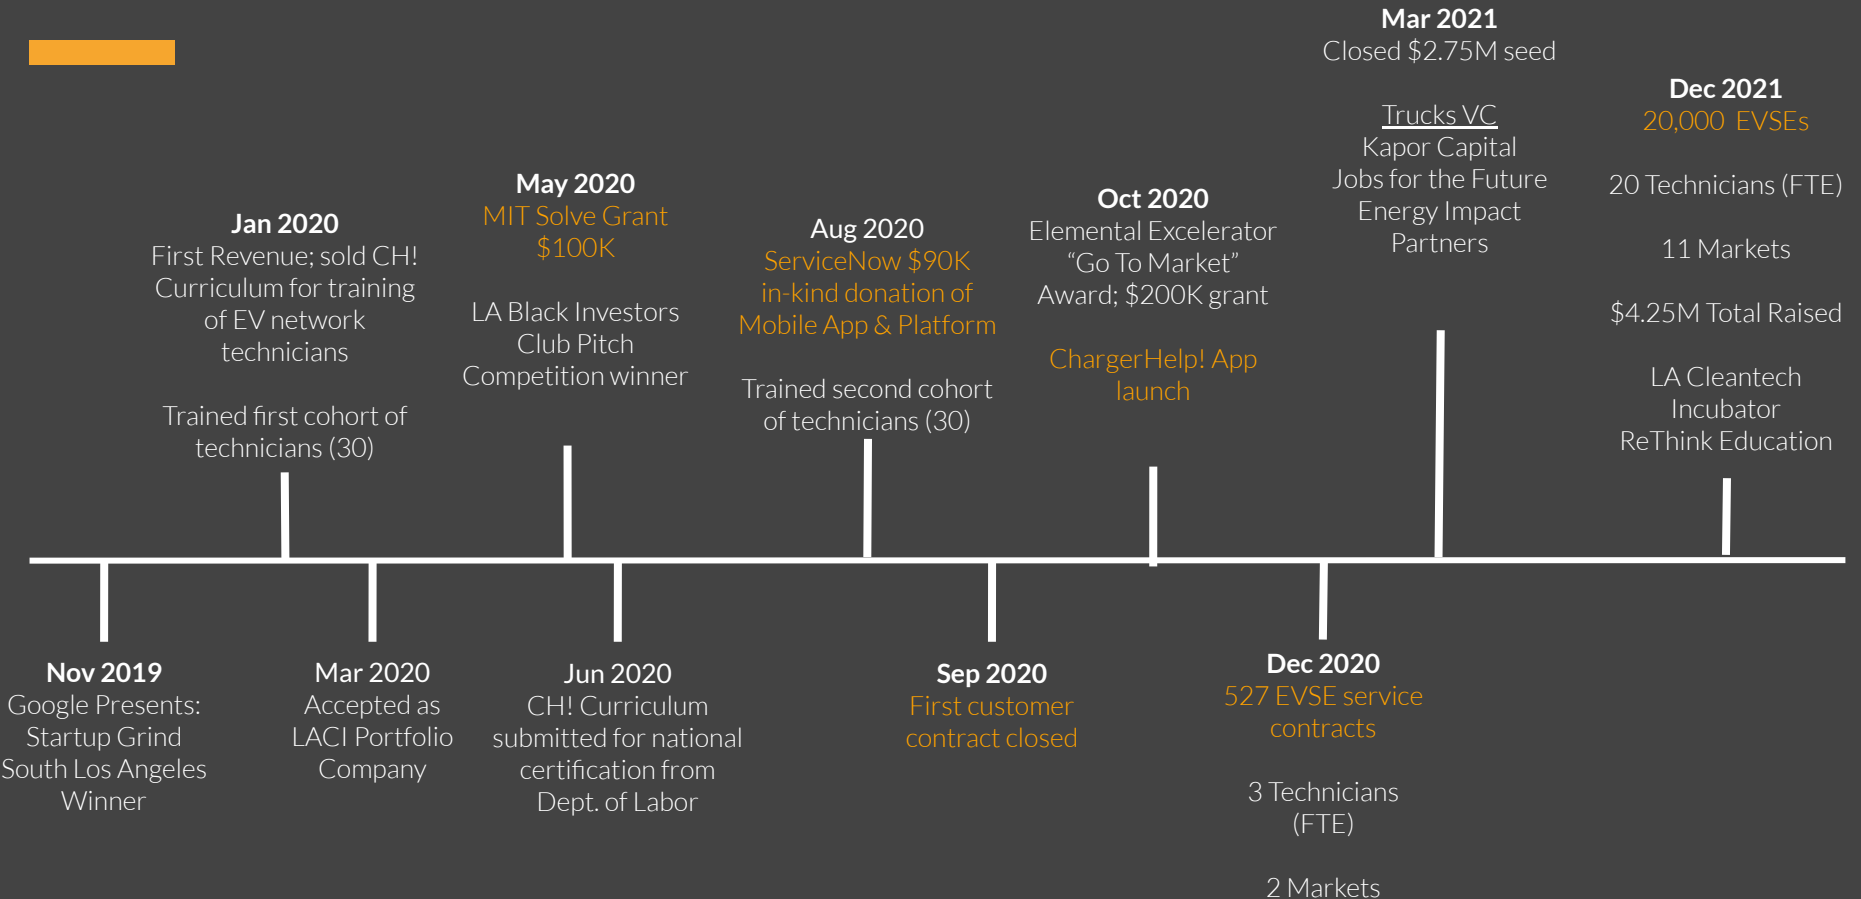 Nov 2019
Google Presents:
Startup Grind
South Los Angeles
Winner
Jan 2020
First Revenue; sold CH!
Curriculum for training
of EV network
technicians
Trained first cohort of
technicians (30)
Mar 2020
Accepted as
LACI Portfolio
Company
May 2020
MIT Solve Grant
$100K
LA Black Investors
Club Pitch
Competition winner
Jun 2020
CH! Curriculum
submitted for national
certification from
Dept. of Labor
Aug 2020
ServiceNow $90K
in-kind donation of
Mobile App & Platform
Trained second cohort
of technicians (30)
Sep 2020
First customer
contract closed
Oct 2020
Elemental Excelerator
“Go To Market”
Award; $200K grant
ChargerHelp! App
launch
Dec 2020
527 EVSE service
contracts
3 Technicians
(FTE)
2 Markets
Mar 2021
Closed $2.75M seed
Trucks VC
Kapor Capital
Jobs for the Future
Energy Impact
Partners
Dec 2021
20,000 EVSEs
20 Technicians (FTE)
11 Markets
$4.25M Total Raised
LA Cleantech
Incubator
ReThink Education